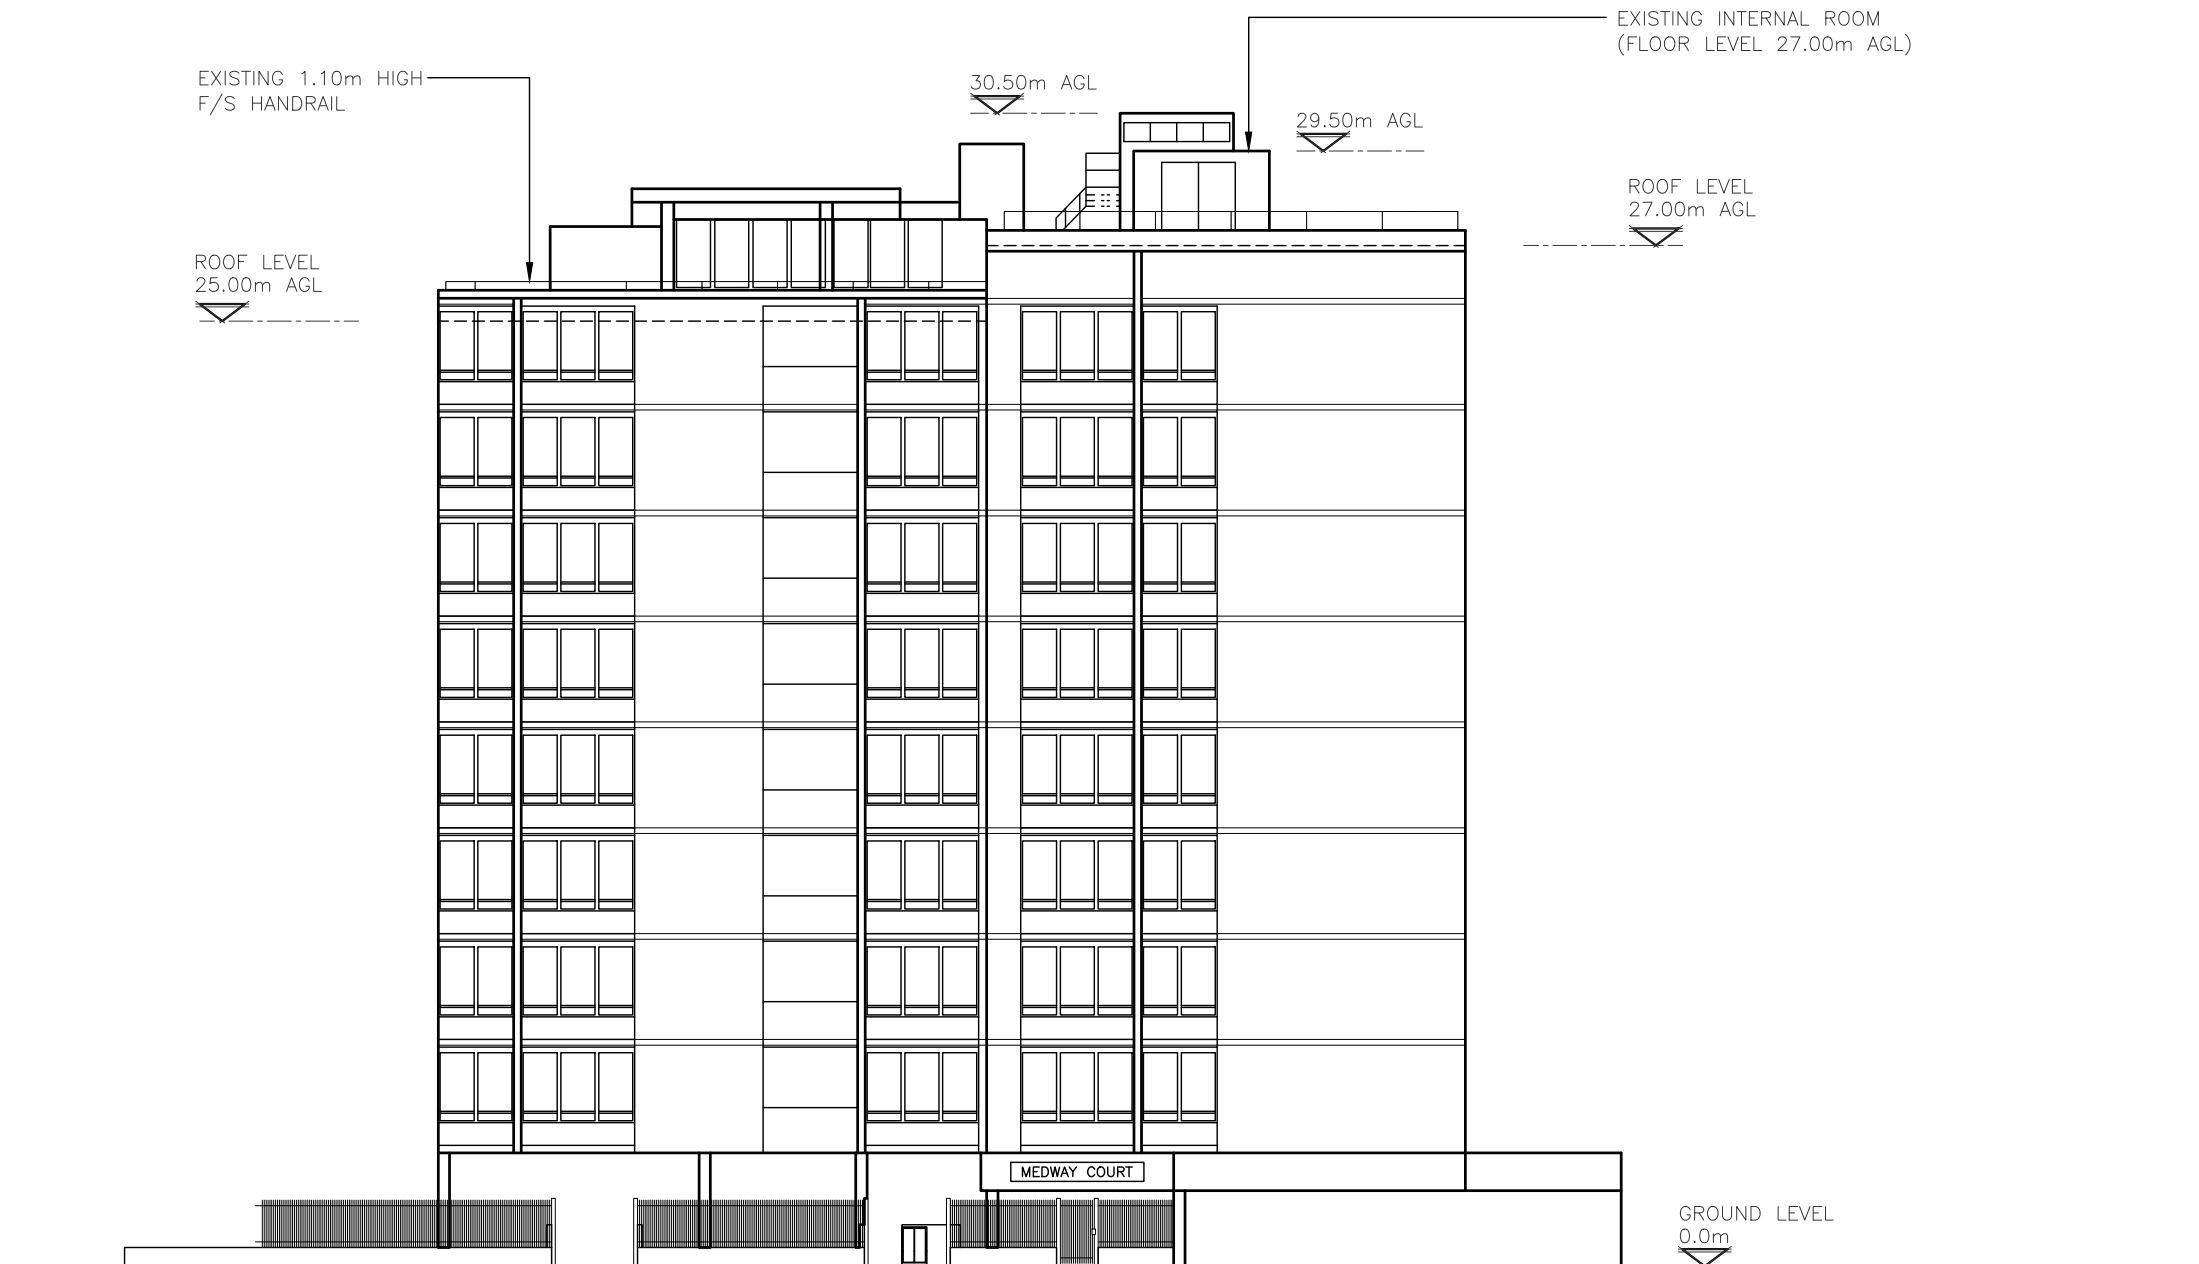 EXISTING INTERNAL ROOM
(FLOOR LEVEL 27.00m AGL)
EXISTING 1.10m HIGH
F/S HANDRAIL
30.50m AGL
29.50m AGL
ROOF LEVEL
27.00m AGL
ROOF LEVEL
25.00m AGL
MEDWAY COURT
GROUND LEVEL
0.0m